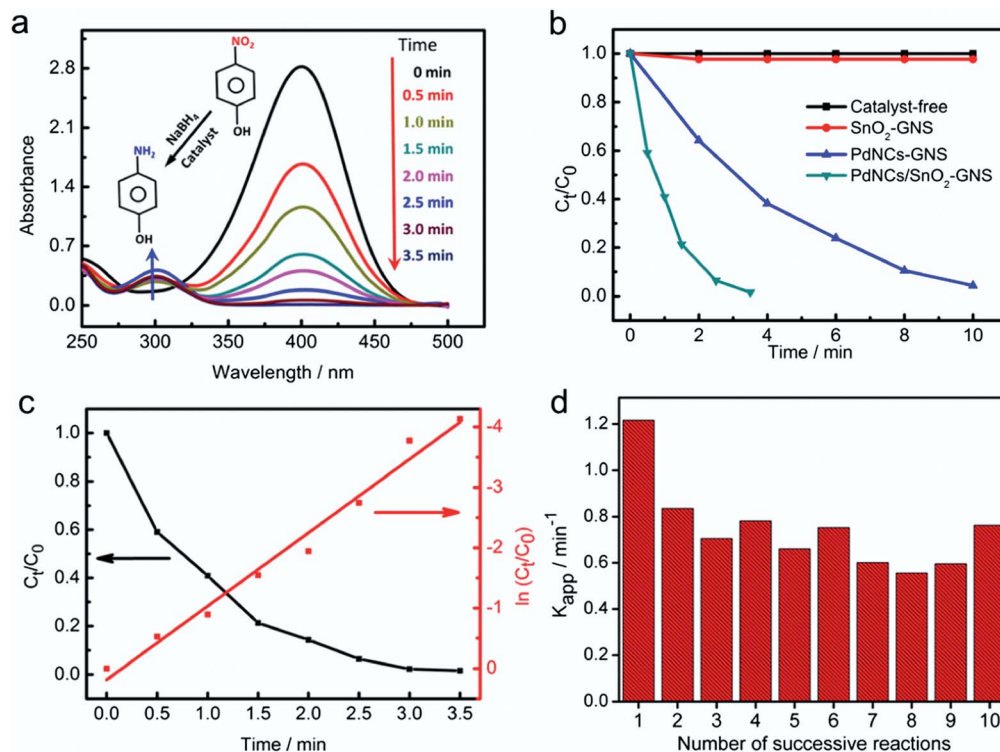 a
NO₂
OH
NaBH₄
Catalyst
NH₂
OH
Time
0 min
0.5 min
1.0 min
1.5 min
2.0 min
2.5 min
3.0 min
3.5 min
2.8
2.1
1.4
0.7
0.0
Absorbance
250 300 350 400 450 500
Wavelength / nm
b
Catalyst-free
SnO₂-GNS
PdNCs-GNS
PdNCs/SnO₂-GNS
1.0
0.8
0.6
0.4
0.2
0.0
Cₜ/C₀
0 2 4 6 8 10
Time / min
c
1.0
0.8
0.6
0.4
0.2
0.0
Cₜ/C₀
-4
-3
-2
-1
0
ln (Cₜ/C₀)
0.0 0.5 1.0 1.5 2.0 2.5 3.0 3.5
Time / min
d
1.2
1.0
0.8
0.6
0.4
0.2
0.0
Kapp / min⁻¹
1 2 3 4 5 6 7 8 9 10
Number of successive reactions